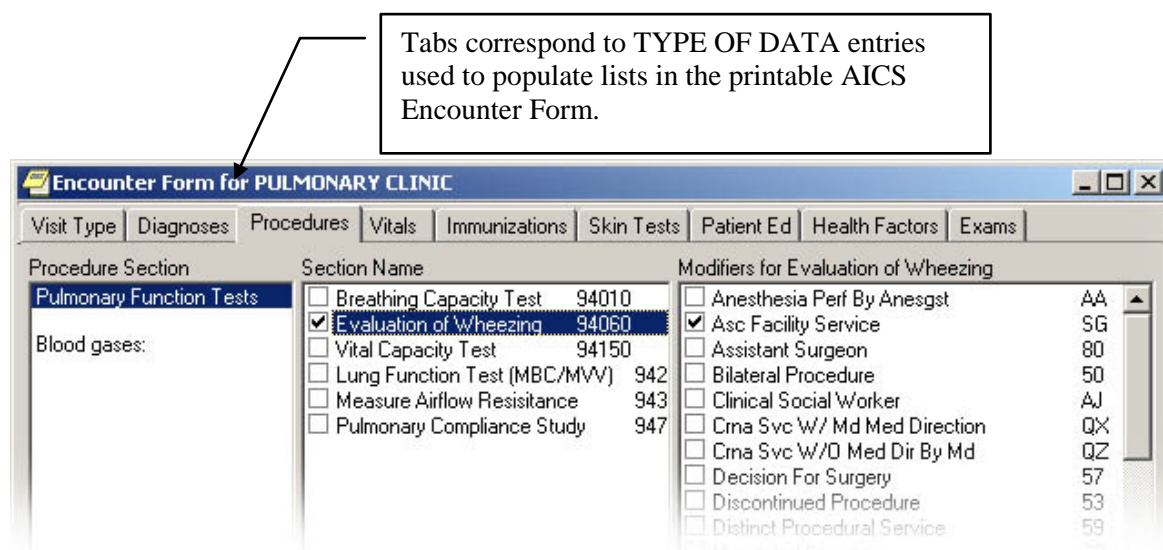 Tabs correspond to TYPE OF DATA entries
used to populate lists in the printable AICS
Encounter Form.
Encounter Form for PULMONARY CLINIC
Visit Type Diagnoses Procedures Vitals Immunizations Skin Tests Patient Ed Health Factors Exams
Procedure Section
Pulmonary Function Tests
Blood gases:
Section Name
Breathing Capacity Test 94010
Evaluation of Wheezing 94060
Vital Capacity Test 94150
Lung Function Test (MBC/MVV) 942
Measure Airflow Resisitance 943
Pulmonary Compliance Study 947
Modifiers for Evaluation of Wheezing
Anesthesia Perf By Anesgst AA
Asc Facility Service SG
Assistant Surgeon 80
Bilateral Procedure 50
Clinical Social Worker AJ
Crna Svc W/ Md Med Direction QX
Crna Svc W/O Med Dir By Md QZ
Decision For Surgery 57
Discontinued Procedure 53
Distinct Procedural Service 59